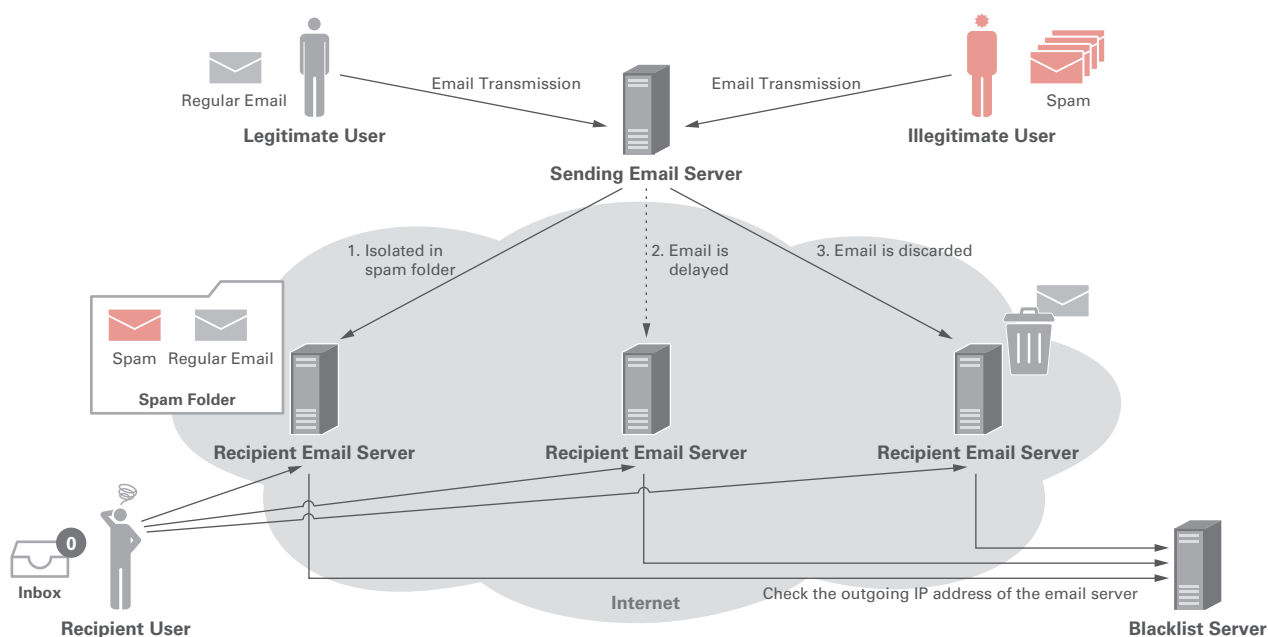 Regular Email
Legitimate User
Email Transmission
Email Transmission
Spam
Illegitimate User
Sending Email Server
1. Isolated in
spam folder
2. Email is
delayed
3. Email is discarded
Spam
Regular Email
Spam Folder
Recipient Email Server
Recipient Email Server
Recipient Email Server
0
Inbox
Recipient User
Internet
Check the outgoing IP address of the email server
Blacklist Server